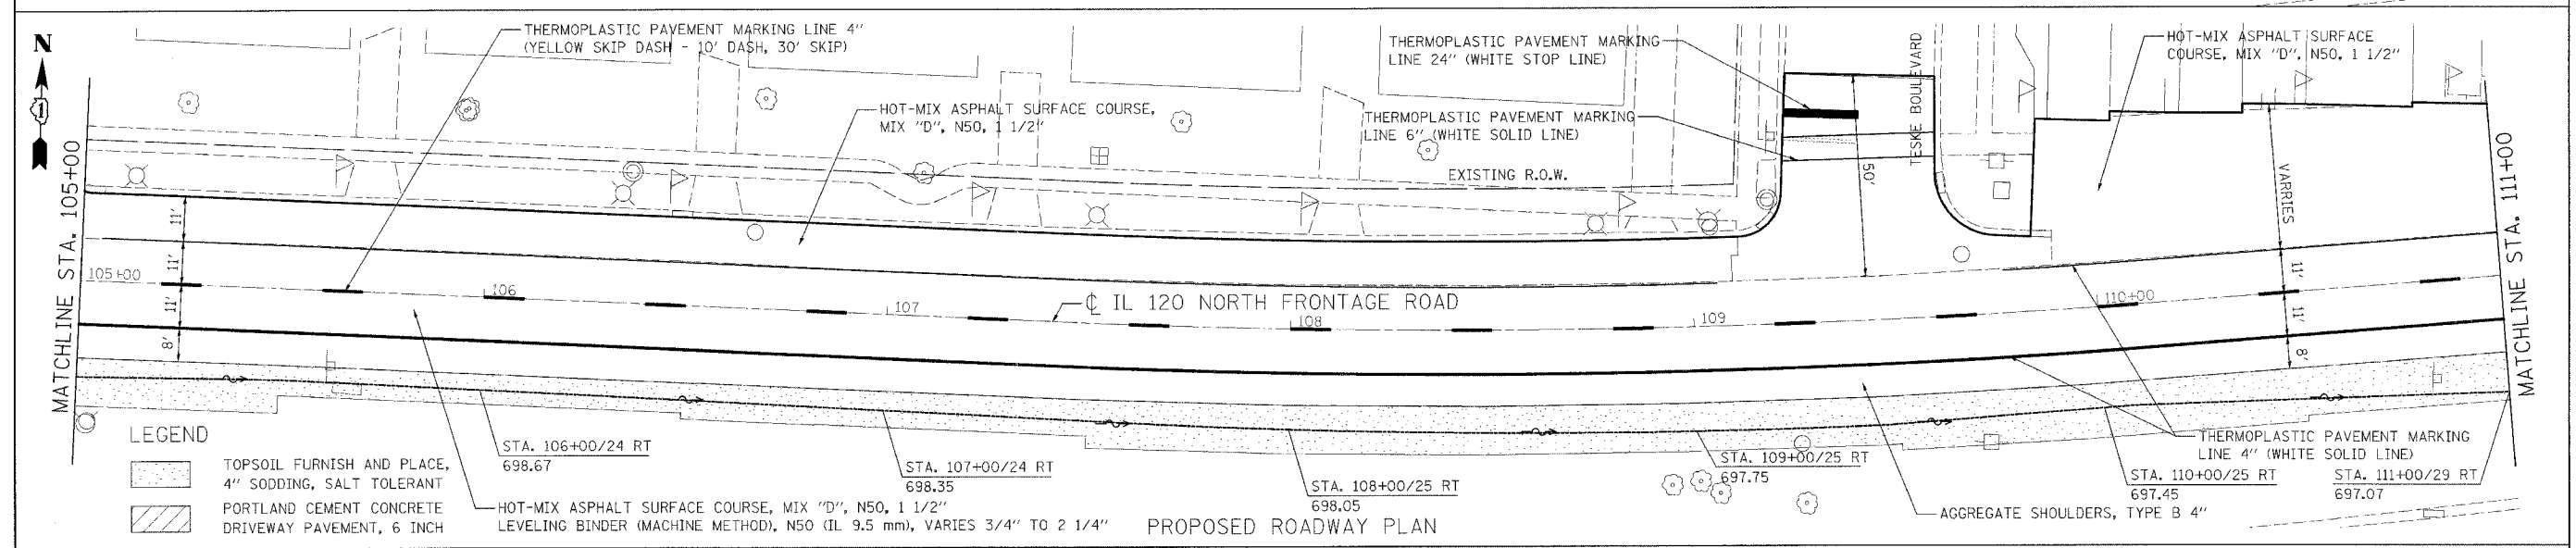 N
1
MATCHLINE STA. 105+00
THERMOPLASTIC PAVEMENT MARKING LINE 4"
(YELLOW SKIP DASH - 10' DASH, 30' SKIP)
HOT-MIX ASPHALT SURFACE COURSE,
MIX "D", N50, 1 1/2"
THERMOPLASTIC PAVEMENT MARKING
LINE 24" (WHITE STOP LINE)
THERMOPLASTIC PAVEMENT MARKING
LINE 6" (WHITE SOLID LINE)
EXISTING R.O.W.
TESKE BOULEVARD
50'
HOT-MIX ASPHALT SURFACE
COURSE, MIX "D", N50, 1 1/2"
VARRIES
MATCHLINE STA. 111+00
11'
11'
11'
8'
105+00
106
107
108
109
110+00
℄ IL 120 NORTH FRONTAGE ROAD
11'
11'
8'
LEGEND
TOPSOIL FURNISH AND PLACE,
4" SODDING, SALT TOLERANT
PORTLAND CEMENT CONCRETE
DRIVEWAY PAVEMENT, 6 INCH
STA. 106+00/24 RT
698.67
STA. 107+00/24 RT
698.35
STA. 108+00/25 RT
698.05
STA. 109+00/25 RT
697.75
STA. 110+00/25 RT
697.45
STA. 111+00/29 RT
697.07
THERMOPLASTIC PAVEMENT MARKING
LINE 4" (WHITE SOLID LINE)
AGGREGATE SHOULDERS, TYPE B 4"
HOT-MIX ASPHALT SURFACE COURSE, MIX "D", N50, 1 1/2"
LEVELING BINDER (MACHINE METHOD), N50 (IL 9.5 mm), VARIES 3/4" TO 2 1/4"
PROPOSED ROADWAY PLAN